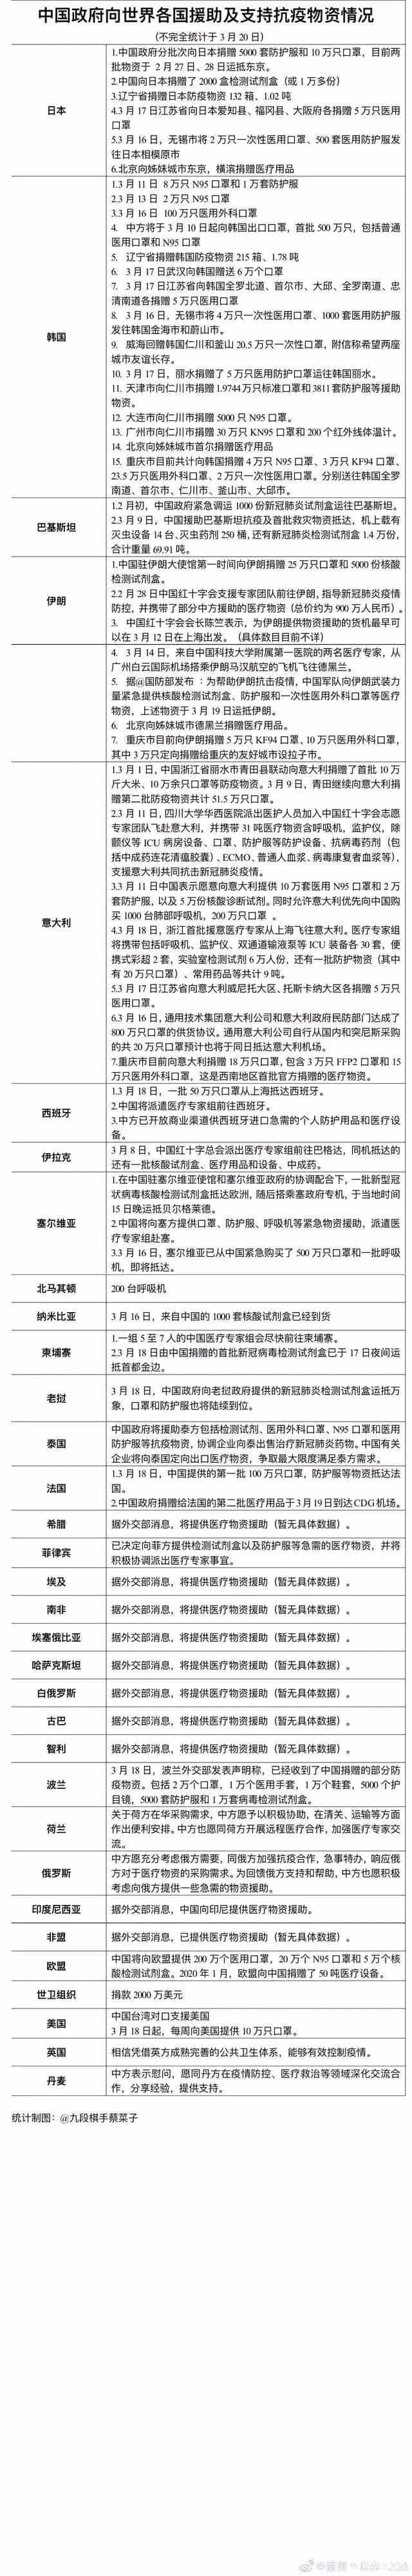 中国政府向世界各国援助及支持抗疫物资情况
(不完全统计于 3 月 20 日)
日本
1.中国政府分批次向日本捐赠 5000 套防护服和 10 万只口罩，目前两
批物资于 2 月 27 日、28 日运抵东京。
2.中国向日本捐赠了 2000 盒检测试剂盒（或 1 万多份）
3.辽宁省捐赠日本防疫物资 132 箱、1.02 吨
4.3 月 17 日江苏省向日本爱知县、福冈县、大阪府各捐赠 5 万只医用
口罩
5.3 月 16 日，无锡市将 2 万只一次性医用口罩、500 套医用防护服发
往日本相模原市
6.北京向姊妹城市东京，横滨捐赠医疗用品
韩国
1.3 月 11 日 8 万只 N95 口罩和 1 万套防护服
2.3 月 13 日 2 万只 N95 口罩
3.3 月 16 日 100 万只医用外科口罩
4. 中方将于 3 月 10 日起向韩国出口口罩，首批 500 万只，包括普通
医用口罩和 N95 口罩
5. 辽宁省捐赠韩国防疫物资 215 箱、1.78 吨
6. 3 月 17 日武汉向韩国赠送 6 万个口罩
7. 3 月 17 日江苏省向韩国全罗北道、首尔市、大邱、全罗南道、忠
清南道各捐赠 5 万只医用口罩
8. 3 月 16 日，无锡市将 4 万只一次性医用口罩、1000 套医用防护服
发往韩国金海市和蔚山市。
9. 威海回赠韩国仁川和釜山 20.5 万只一次性口罩，附信称希望两座
城市友谊长存。
10. 3 月 17 日，丽水捐赠了 5 万只医用防护口罩运往韩国丽水。
11. 天津市向仁川市捐赠 1.9744 万只标准口罩和 3811 套防护服等援助
物资。
12. 大连市向仁川市捐赠 5000 只 N95 口罩。
13. 广州市向仁川市捐赠 30 万只 KN95 口罩和 200 个红外线体温计。
14. 北京向姊妹城市首尔捐赠医疗用品
15. 重庆市目前共计向韩国捐赠 4 万只 N95 口罩、3 万只 KF94 口罩、
23.5 万只医用外科口罩、2 万只一次性口罩。分别送往韩国全罗
南道、首尔市、仁川市、釜山市、大邱市。
巴基斯坦
1.2 月初，中国政府紧急调运 1000 份新冠肺炎试剂盒运往巴基斯坦。
2.3 月 9 日，中国援助巴基斯坦抗疫及首批救灾物资抵达，机上载有
灭虫设备 14 台、灭虫药剂 250 桶，还有新冠肺炎检测试剂盒 1.4 万份，
合计重量 69.91 吨。
伊朗
1.中国驻伊朗大使馆第一时间向伊朗捐赠 25 万只口罩和 5000 份核酸
检测试剂盒。
2.2 月 28 日中国红十字会支援专家团队前往伊朗，指导新冠肺炎疫情
防控，并携带了部分中方援助的医疗物资（总价约为 900 万人民币）。
3. 中国红十字会会长陈竺表示，为伊朗提供物资援助的货机最早可
以在 3 月 12 日在上海出发。（具体数目目前不详）
4. 3 月 14 日，来自中国科技大学附属第一医院的两名医疗专家，从
广州白云国际机场搭乘伊朗马汉航空的飞机飞往德黑兰。
5. 据@国防部发布 ：为帮助伊朗抗击疫情，中国军队向伊朗武装力
量紧急提供核酸检测试剂盒、防护服和一次性医用外科口罩等医疗
物资，上述物资于 3 月 19 日运抵伊朗。
6. 北京向姊妹城市德黑兰捐赠医疗用品。
7. 重庆市目前向伊朗捐赠 5 万只 KF94 口罩、10 万只医用外科口罩，
其中 3 万只定向捐赠给重庆的友好城市设拉子市。
意大利
1.3 月 1 日，中国浙江省丽水市青田县联动向意大利捐赠了首批 10 万
斤大米、10 万余只口罩等防疫物资。3 月 9 日，青田继续向意大利捐
赠第二批防疫物资共计 51.5 万只口罩。
2.3 月 11 日，四川大学华西医院派出医护人员加入中国红十字会志愿
专家团队飞赴意大利，并携带 31 吨医疗物资含呼吸机，监护仪，除
颤仪等 ICU 病房设备、口罩、防护服等防护设备、抗病毒药剂（
包括中成药连花清瘟胶囊）、ECMO、普通人血浆、病毒康复者血浆等），
支援意大利共同抗击新冠肺炎疫情。
3.3 月 11 日中国表示愿意向意大利提供 10 万套医用 N95 口罩和 2 万
套防护服，以及 5 万份核酸诊断试剂。同时允许意大利优先向中国购
买 1000 台肺部呼吸机，200 万只口罩 。
4.3 月 18 日，浙江首批援意医疗专家从上海飞往意大利。医疗专家组
将携带包括呼吸机、监护仪、双通道输液泵等 ICU 装备各 30 套，便
携式彩超 2 套，实验室检测试剂 6 万人份，还有一批防护物资（其中
有 20 万只口罩）、常用药品等共计 9 吨。
5.3 月 17 日江苏省向意大利威尼托大区、托斯卡纳大区各捐赠 5 万只
医用口罩。
6.3 月 16 日，通用技术集团意大利公司和意大利政府民防部门达成了
800 万只口罩的供货协议。通用意大利公司自行从国内和突尼斯采购
的共 20 万只口罩预计也将于同日抵达意大利机场。
7.重庆市目前向意大利捐赠 18 万只口罩，包含 3 万只 FFP2 口罩和 15
万只医用外科口罩，这是西南地区首批官方捐赠的医疗物资。
西班牙
1.3 月 18 日，一批 50 万只口罩从上海抵达西班牙。
2.中国将派遣医疗专家组前往西班牙。
3.中方已开放商业渠道供西班牙进口急需的个人防护用品和医疗设
备。
伊拉克
3 月 8 日，中国红十字总会派出医疗专家组前往巴格达，同机抵达的
还有一批核酸试剂盒、医疗用品和设备、中成药。
塞尔维亚
1.在中国驻塞尔维亚使馆和塞尔维亚政府的协调配合下，一批新型冠
状病毒核酸检测试剂盒抵达欧洲，随后搭乘塞政府专机，于当地时间
15 日晚运抵贝尔格莱德。
2.中国将向塞方提供口罩、防护服、呼吸机等紧急物资援助，派遣医
疗专家组赴塞。
3.3 月 16 日，塞尔维亚已从中国紧急购买了 500 万只口罩和一批呼吸
机，即将抵达。
北马其顿
200 台呼吸机
纳米比亚
3 月 16 日，来自中国的 1000 套核酸试剂盒已经到货
柬埔寨
1.一组 5 至 7 人的中国医疗专家组会尽快前往柬埔寨。
2.3 月 18 日由中国捐赠的首批新冠病毒检测试剂盒已于 17 日夜间运
抵首都金边。
老挝
3 月 18 日，中国政府向老挝政府提供的新冠肺炎检测试剂盒运抵万
象，口罩和防护服也将陆续到位。
泰国
中国政府将援助泰方包括检测试剂、医用外科口罩、N95 口罩和医用
防护服等抗疫物资，协调企业向泰出售治疗新冠肺炎药物。中国有关
企业将向泰国定向出口医疗物资，争取最大限度满足泰方需求。
法国
1.3 月 18 日，中国提供的第一批 100 万只口罩，防护服等物资抵达法
国。
2.中国政府捐赠给法国的第二批医疗用品于 3 月 19 日到达 CDG 机场。
希腊
据外交部消息，将提供医疗物资援助（暂无具体数据）。
菲律宾
已决定向菲方提供检测试剂盒以及防护服等急需的医疗物资，并将
积极协调派出医疗专家事宜。
埃及
据外交部消息，将提供医疗物资援助（暂无具体数据）。
南非
据外交部消息，将提供医疗物资援助（暂无具体数据）。
埃塞俄比亚
据外交部消息，将提供医疗物资援助（暂无具体数据）。
哈萨克斯坦
据外交部消息，将提供医疗物资援助（暂无具体数据）。
白俄罗斯
据外交部消息，将提供医疗物资援助（暂无具体数据）。
古巴
据外交部消息，将提供医疗物资援助（暂无具体数据）。
智利
据外交部消息，将提供医疗物资援助（暂无具体数据）。
波兰
3 月 18 日，波兰外交部发表声明称，已经收到了中国捐赠的部分防
疫物资。包括 2 万个口罩，1 万个医用手套，1 万个鞋套，5000 个护
目镜，5000 套防护服和 1 万套病毒检测试剂盒。
荷兰
关于荷方在华采购需求，中方愿予以积极协助，在清关、运输等方面
作出便利安排。中方也愿同荷方开展远程医疗合作，加强医疗专家交
流。
俄罗斯
中方愿充分考虑俄方需要，同俄方加强抗疫合作，急事特办，响应俄
方对于医疗物资的采购需求。为回馈俄方支持和帮助，中方也愿积极
考虑向俄方提供一些急需的物资援助。
印度尼西亚
据外交部消息，中国向印尼提供医疗物资援助。
非盟
据外交部消息，已提供医疗物资援助（暂无具体数据）。
欧盟
中国将向欧盟提供 200 万个医用口罩，20 万个 N95 口罩和 5 万个核
酸检测试剂盒。2020 年 1 月，欧盟向中国捐赠了 50 吨医疗设备。
世卫组织
捐款 2000 万美元
美国
中国台湾对口支援美国
3 月 18 日起，每周向美国提供 10 万只口罩。
英国
相信凭借英方成熟完善的公共卫生体系，能够有效控制疫情。
丹麦
中方表示慰问，愿同丹方在疫情防控、医疗救治等领域深化交流合
作，分享经验，提供支持。
统计制图：@九段棋手蔡菜子